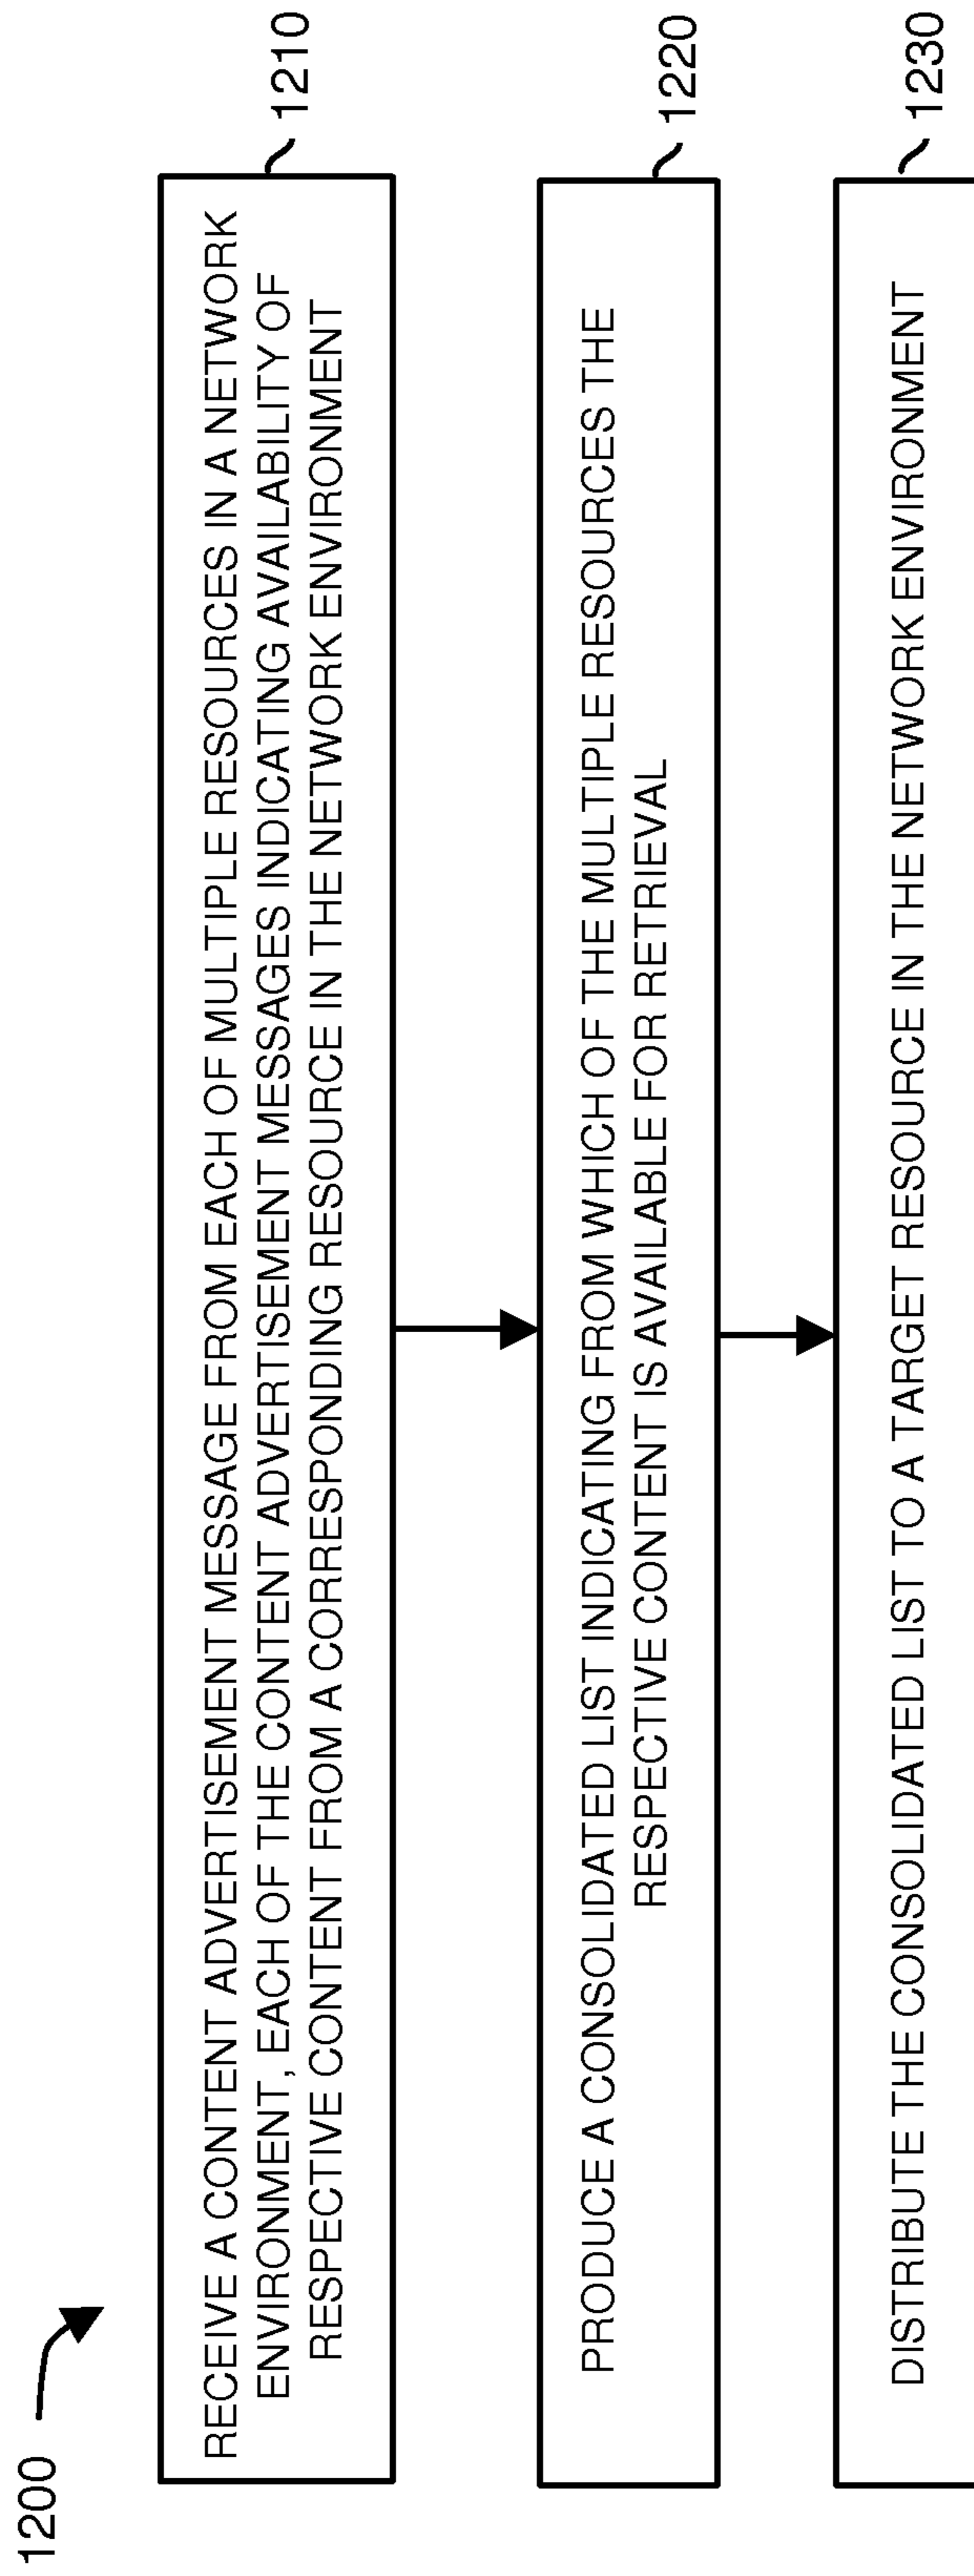 1200
RECEIVE A CONTENT ADVERTISEMENT MESSAGE FROM EACH OF MULTIPLE RESOURCES IN A NETWORK
ENVIRONMENT, EACH OF THE CONTENT ADVERTISEMENT MESSAGES INDICATING AVAILABILITY OF
RESPECTIVE CONTENT FROM A CORRESPONDING RESOURCE IN THE NETWORK ENVIRONMENT
1210
PRODUCE A CONSOLIDATED LIST INDICATING FROM WHICH OF THE MULTIPLE RESOURCES THE
RESPECTIVE CONTENT IS AVAILABLE FOR RETRIEVAL
1220
DISTRIBUTE THE CONSOLIDATED LIST TO A TARGET RESOURCE IN THE NETWORK ENVIRONMENT
1230